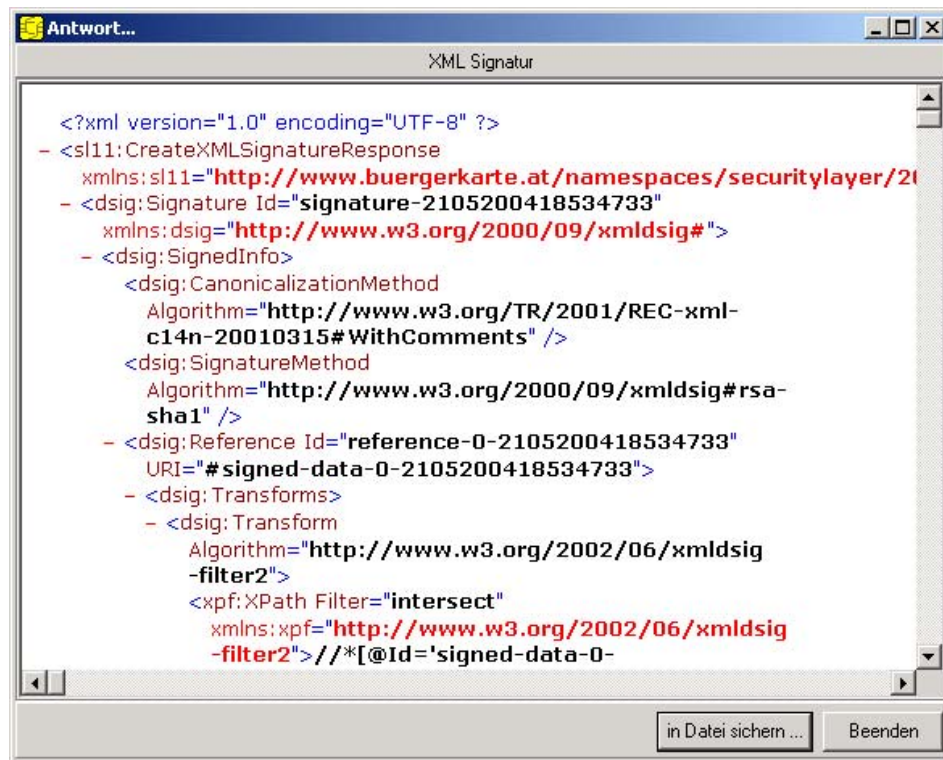 Antwort...
XML Signatur
<?xml version="1.0" encoding="UTF-8" ?>
– <sl11:CreateXMLSignatureResponse
xmlns:sl11="http://www.buergerkarte.at/namespaces/securitylayer/20
– <dsig:Signature Id="signature-2105200418534733"
xmlns:dsig="http://www.w3.org/2000/09/xmldsig#">
– <dsig:SignedInfo>
<dsig:CanonicalizationMethod
Algorithm="http://www.w3.org/TR/2001/REC-xml-
c14n-20010315#WithComments" />
<dsig:SignatureMethod
Algorithm="http://www.w3.org/2000/09/xmldsig#rsa-
sha1" />
– <dsig:Reference Id="reference-0-2105200418534733"
URI="#signed-data-0-2105200418534733">
– <dsig:Transforms>
– <dsig:Transform
Algorithm="http://www.w3.org/2002/06/xmldsig
-filter2">
<xpf:XPath Filter="intersect"
xmlns:xpf="http://www.w3.org/2002/06/xmldsig
-filter2">//*[@Id='signed-data-0-
in Datei sichern ... Beenden